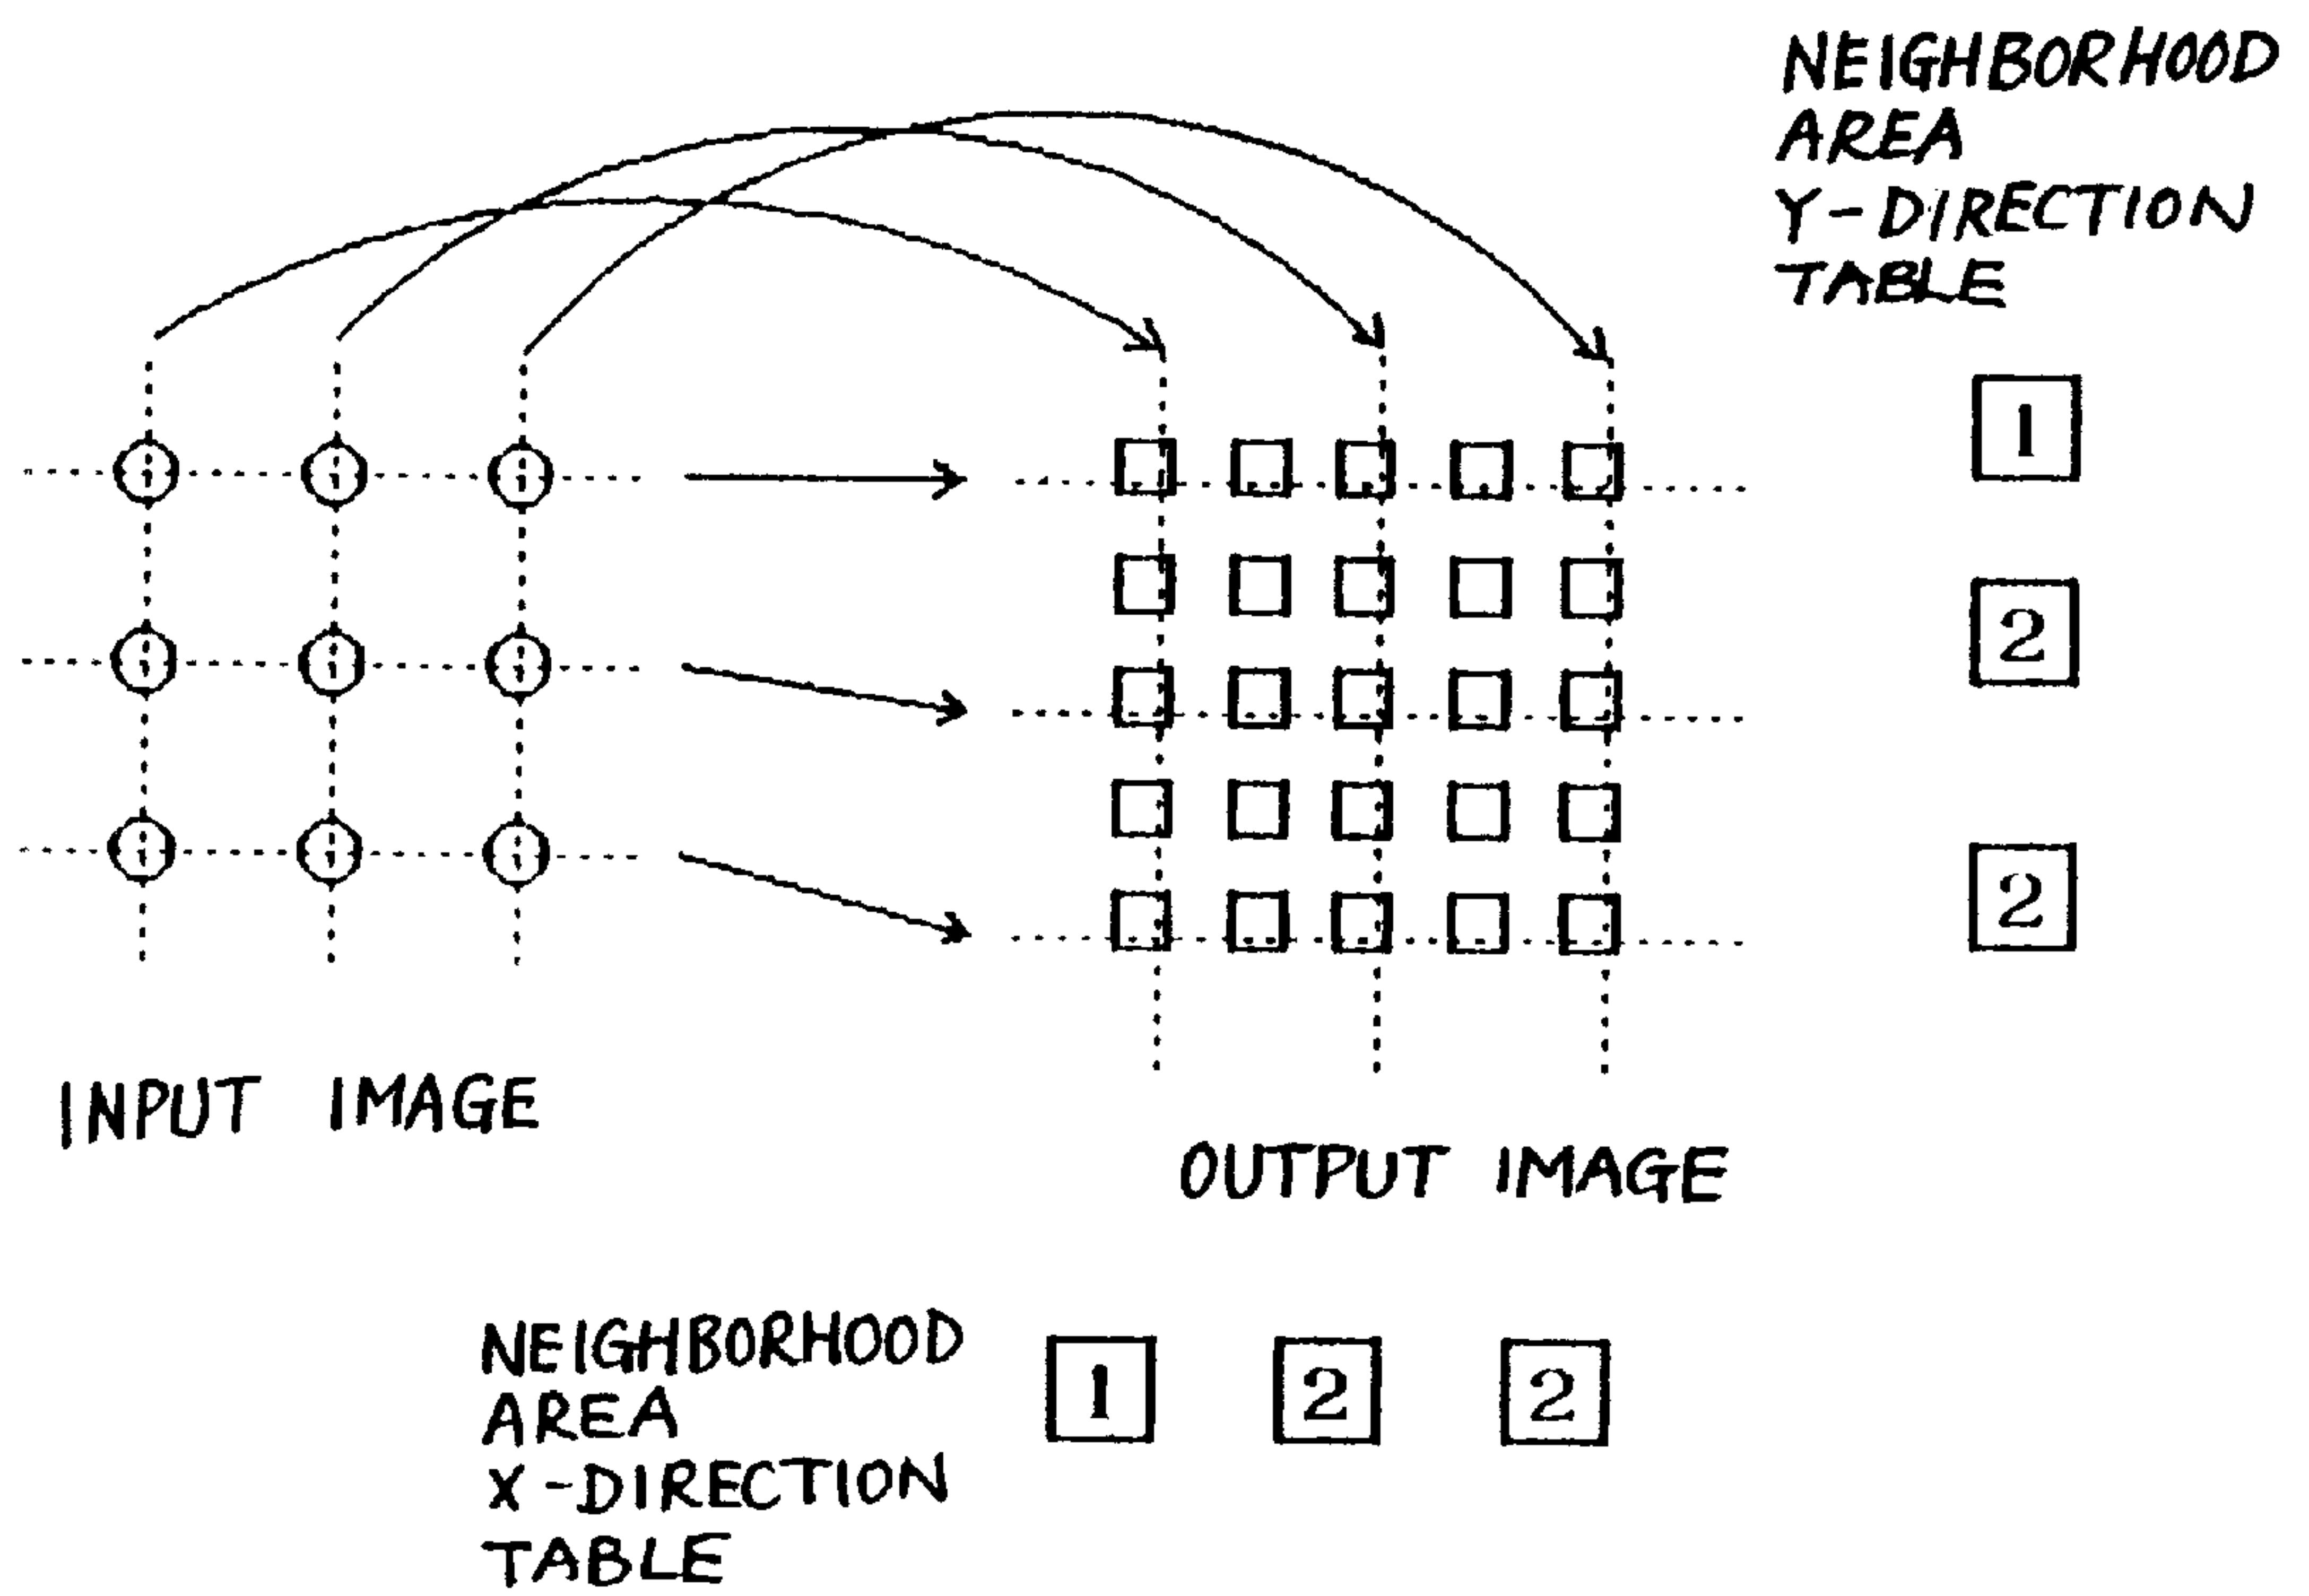 NEIGHBORHOOD
AREA
Y-DIRECTION
TABLE
1
2
2
INPUT IMAGE
OUTPUT IMAGE
NEIGHBORHOOD
AREA
X-DIRECTION
TABLE
1 2 2